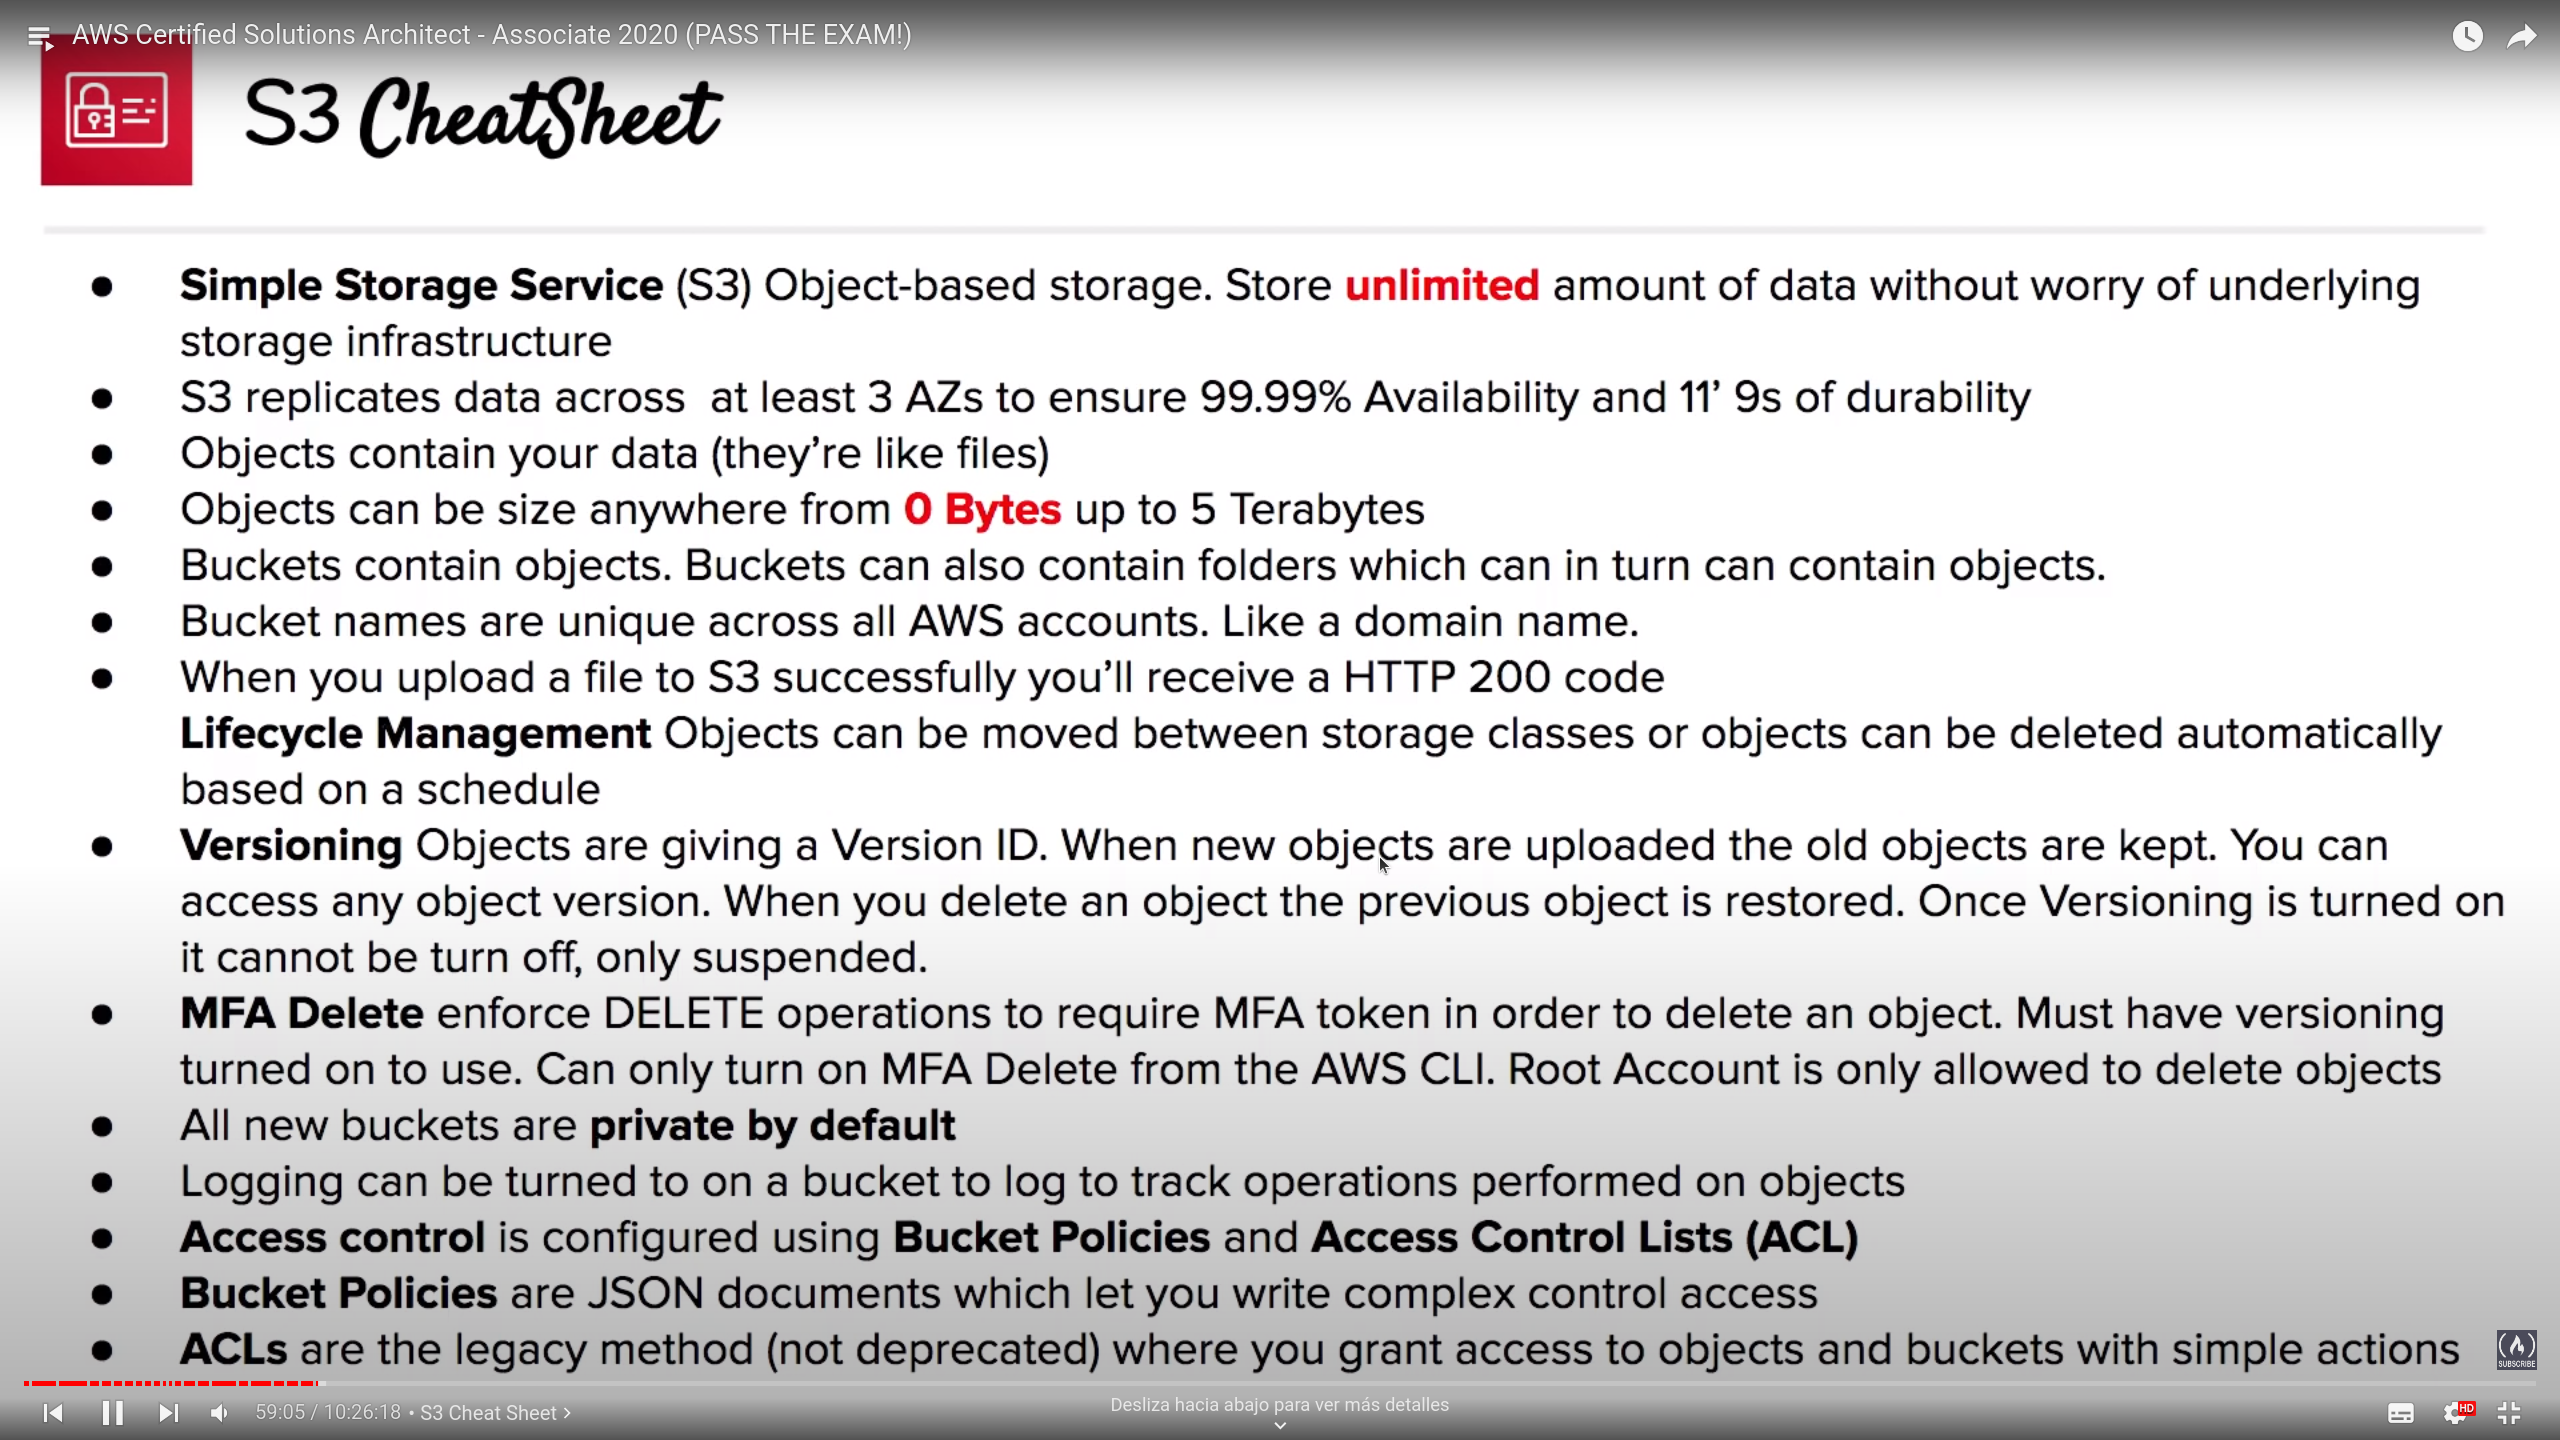 AWS Certified Solutions Architect - Associate 2020 (PASS THE EXAM!)
S3 CheatSheet
● Simple Storage Service (S3) Object-based storage. Store unlimited amount of data without worry of underlying
storage infrastructure
● S3 replicates data across  at least 3 AZs to ensure 99.99% Availability and 11’ 9s of durability
● Objects contain your data (they’re like files)
● Objects can be size anywhere from 0 Bytes up to 5 Terabytes
● Buckets contain objects. Buckets can also contain folders which can in turn can contain objects.
● Bucket names are unique across all AWS accounts. Like a domain name.
● When you upload a file to S3 successfully you’ll receive a HTTP 200 code
Lifecycle Management Objects can be moved between storage classes or objects can be deleted automatically
based on a schedule
● Versioning Objects are giving a Version ID. When new objects are uploaded the old objects are kept. You can
access any object version. When you delete an object the previous object is restored. Once Versioning is turned on
it cannot be turn off, only suspended.
● MFA Delete enforce DELETE operations to require MFA token in order to delete an object. Must have versioning
turned on to use. Can only turn on MFA Delete from the AWS CLI. Root Account is only allowed to delete objects
● All new buckets are private by default
● Logging can be turned to on a bucket to log to track operations performed on objects
● Access control is configured using Bucket Policies and Access Control Lists (ACL)
● Bucket Policies are JSON documents which let you write complex control access
● ACLs are the legacy method (not deprecated) where you grant access to objects and buckets with simple actions
SUBSCRIBE
59:05 / 10:26:18 • S3 Cheat Sheet
Desliza hacia abajo para ver más detalles
HD